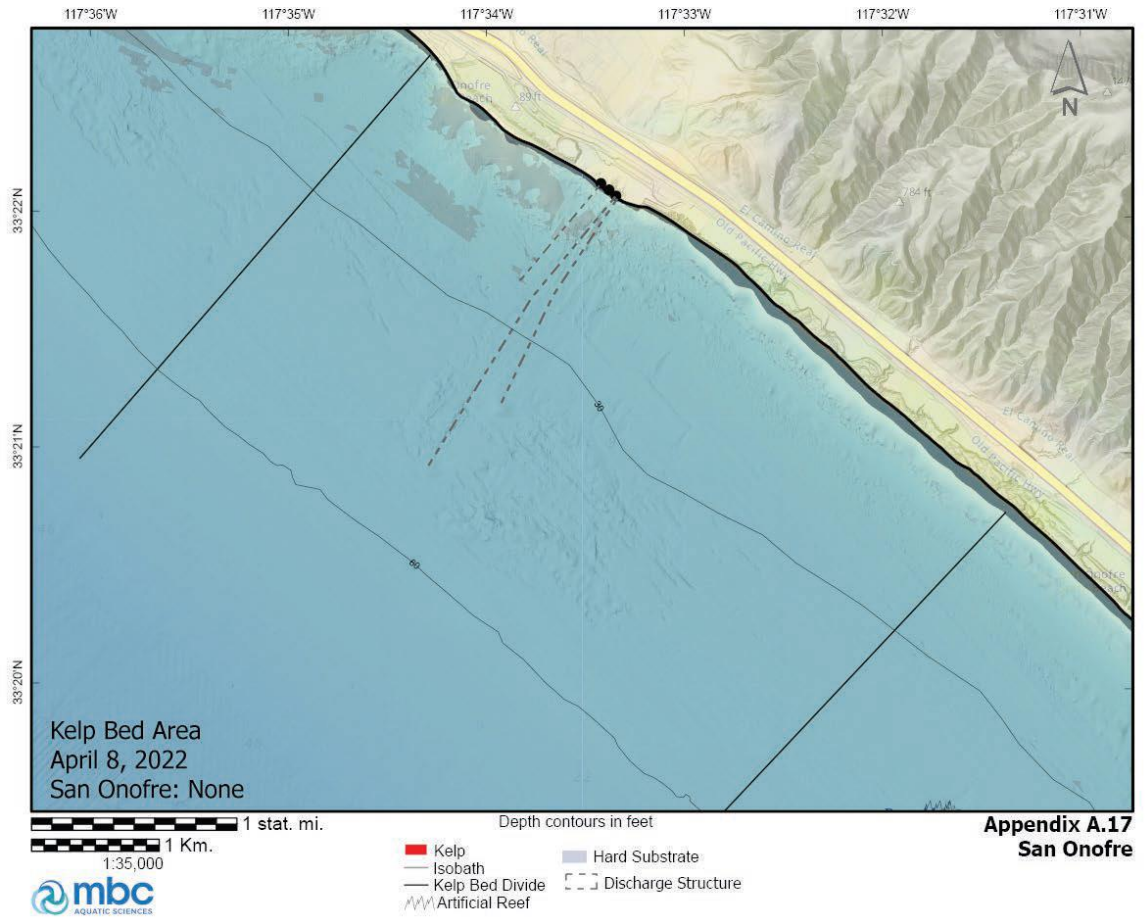 117°36'W 117°35'W 117°34'W 117°33'W 117°32'W 117°31'W
Onofre
89 ft
N
784 ft
33°22'N
El Camino Real
Old Pacific Hwy
33°21'N
30
El Camino Real
Old Pacific Hwy
60
Onofre
Beach
33°20'N
Kelp Bed Area
April 8, 2022
San Onofre: None
1 stat. mi.
1 Km.
1:35,000
mbc
AQUATIC SCIENCES
Depth contours in feet
Kelp
Isobath
Kelp Bed Divide
Artificial Reef
Hard Substrate
Discharge Structure
Appendix A.17
San Onofre